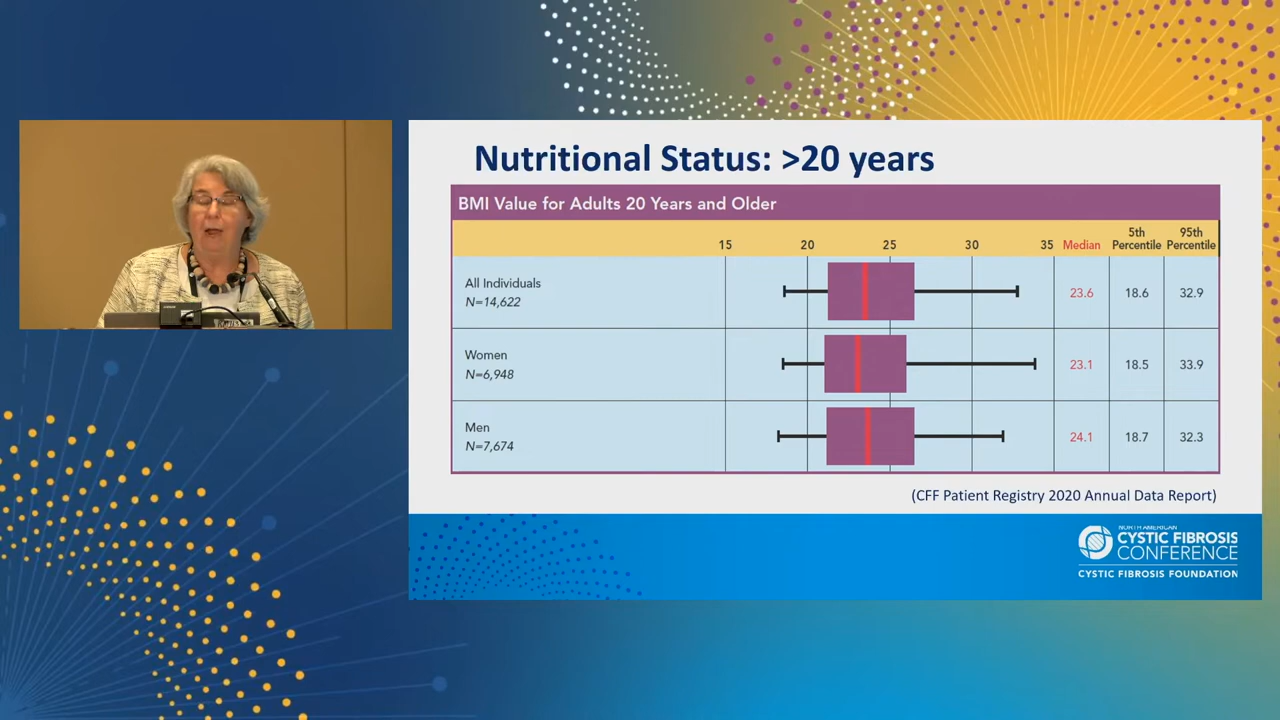 Nutritional Status: >20 years
BMI Value for Adults 20 Years and Older
15 20 25 30 35 Median 5th Percentile 95th Percentile
All Individuals
N=14,622
23.6 18.6 32.9
Women
N=6,948
23.1 18.5 33.9
Men
N=7,674
24.1 18.7 32.3
(CFF Patient Registry 2020 Annual Data Report)
NORTH AMERICAN
CYSTIC FIBROSIS
CONFERENCE
CYSTIC FIBROSIS FOUNDATION